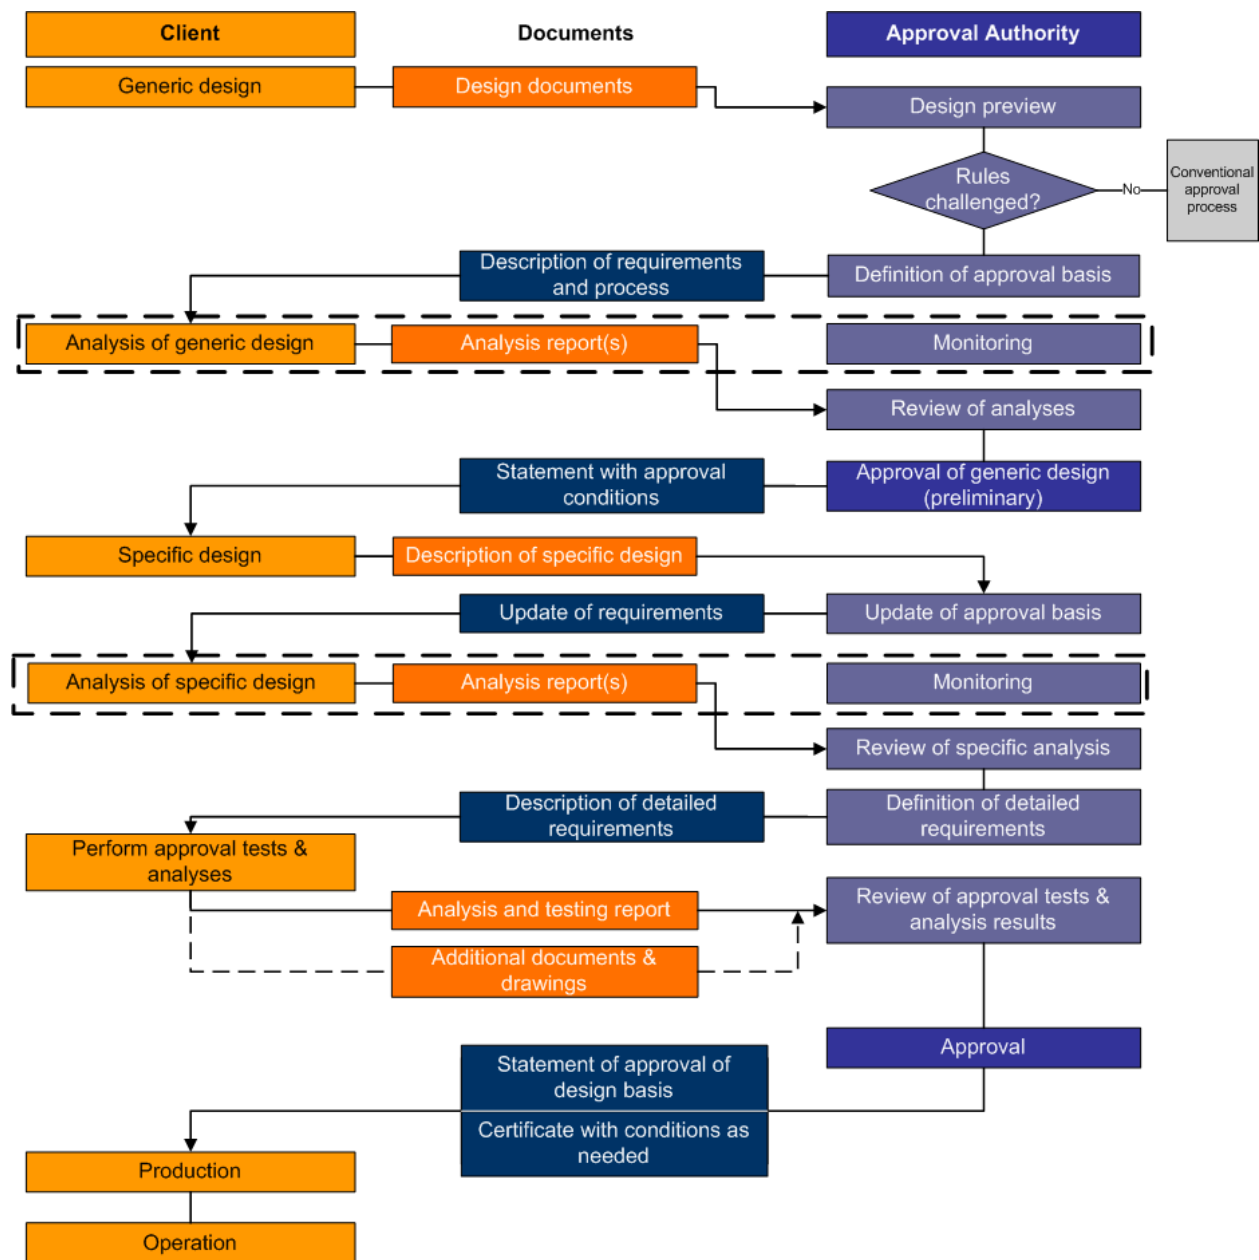 Client
Documents
Approval Authority
Generic design
Design documents
Design preview
Rules
challenged?
No
Conventional
approval
process
Description of requirements
and process
Definition of approval basis
Analysis of generic design
Analysis report(s)
Monitoring
Review of analyses
Statement with approval
conditions
Approval of generic design
(preliminary)
Specific design
Description of specific design
Update of requirements
Update of approval basis
Analysis of specific design
Analysis report(s)
Monitoring
Review of specific analysis
Description of detailed
requirements
Definition of detailed
requirements
Perform approval tests &
analyses
Analysis and testing report
Review of approval tests &
analysis results
Additional documents &
drawings
Approval
Statement of approval of
design basis
Certificate with conditions as
needed
Production
Operation